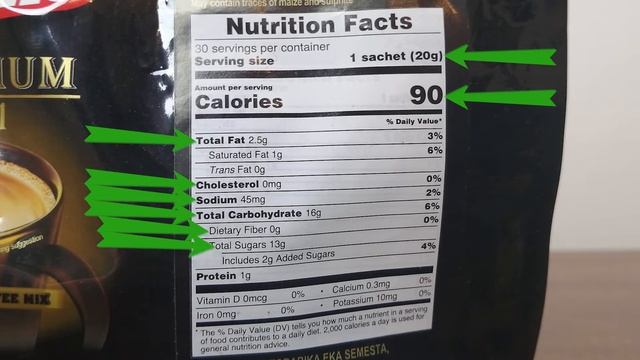 May contain traces of maize and sulphite
Nutrition Facts
30 servings per container
Serving size 1 sachet (20g)
Amount per serving
Calories 90
% Daily Value*
Total Fat 2.5g 3%
Saturated Fat 1g 6%
Trans Fat 0g
Cholesterol 0mg 0%
Sodium 45mg 2%
Total Carbohydrate 16g 6%
Dietary Fiber 0g 0%
Total Sugars 13g
Includes 2g Added Sugars 4%
Protein 1g
Vitamin D 0mcg 0% • Calcium 0.3mg 0%
Iron 0mg 0% • Potassium 10mg 0%
* The % Daily Value (DV) tells you how much a nutrient in a serving
of food contributes to a daily diet. 2,000 calories a day is used for
general nutrition advice.
EKA SEMESTA,
IUM
1
suggestion
EE MIX